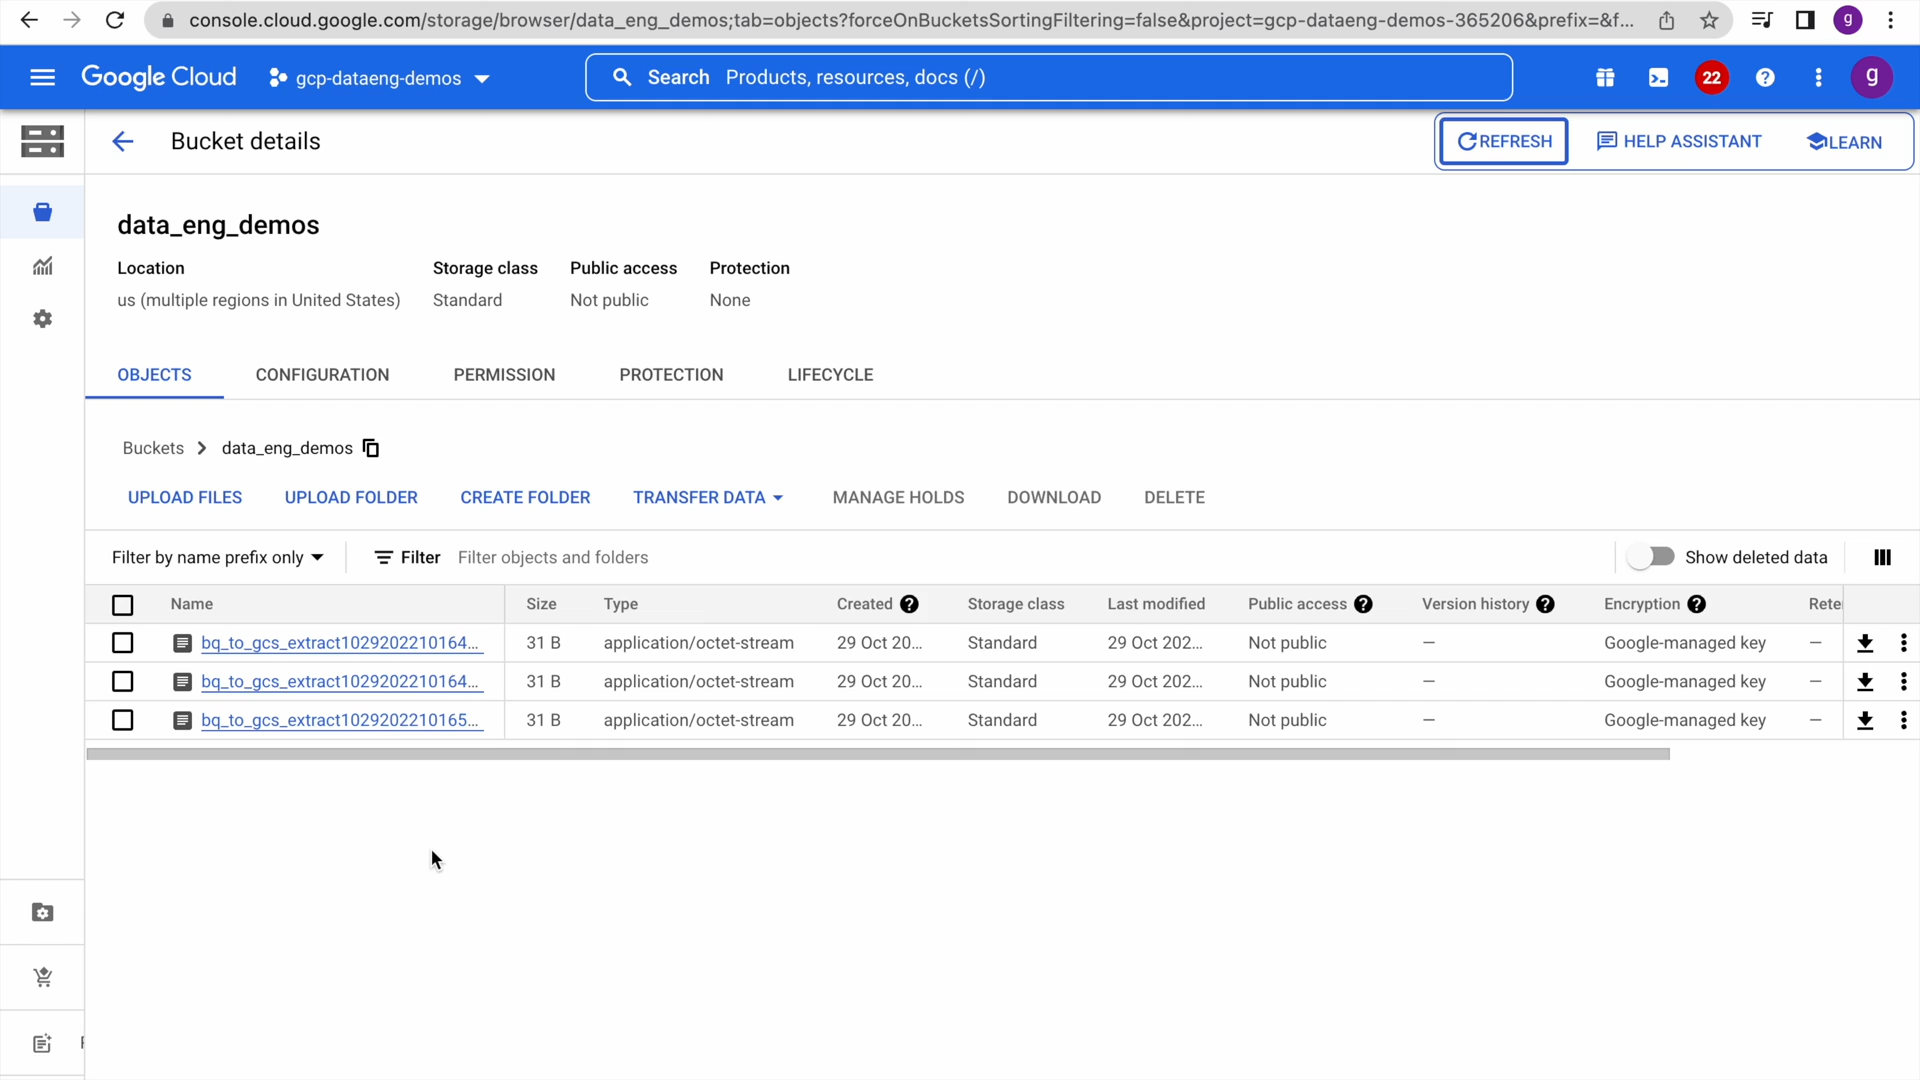 console.cloud.google.com/storage/browser/data_eng_demos;tab=objects?forceOnBucketsSortingFiltering=false&project=gcp-dataeng-demos-365206&prefix=&f...
g
Google Cloud
gcp-dataeng-demos
Search Products, resources, docs (/)
22
g
Bucket details
REFRESH
HELP ASSISTANT
LEARN
data_eng_demos
Location Storage class Public access Protection
us (multiple regions in United States) Standard Not public None
OBJECTS CONFIGURATION PERMISSION PROTECTION LIFECYCLE
Buckets data_eng_demos
UPLOAD FILES UPLOAD FOLDER CREATE FOLDER TRANSFER DATA MANAGE HOLDS DOWNLOAD DELETE
Filter by name prefix only Filter Filter objects and folders Show deleted data
Name Size Type Created Storage class Last modified Public access Version history Encryption Rete
bq_to_gcs_extract1029202210164... 31 B application/octet-stream 29 Oct 20... Standard 29 Oct 202... Not public — Google-managed key —
bq_to_gcs_extract1029202210164... 31 B application/octet-stream 29 Oct 20... Standard 29 Oct 202... Not public — Google-managed key —
bq_to_gcs_extract1029202210165... 31 B application/octet-stream 29 Oct 20... Standard 29 Oct 202... Not public — Google-managed key —